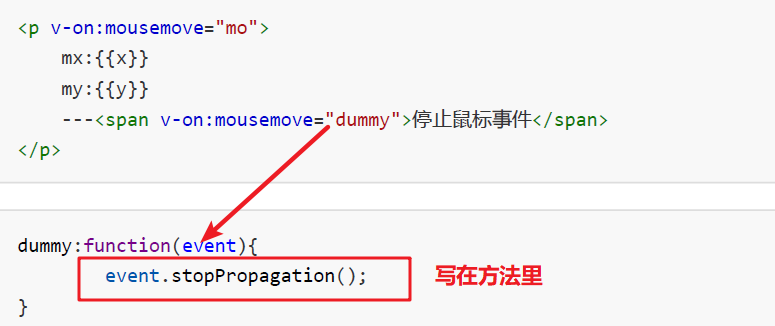 <p v-on:mousemove="mo">
mx:{{x}}
my:{{y}}
---<span v-on:mousemove="dummy">停止鼠标事件</span>
</p>
dummy:function(event){
event.stopPropagation();
写在方法里
}